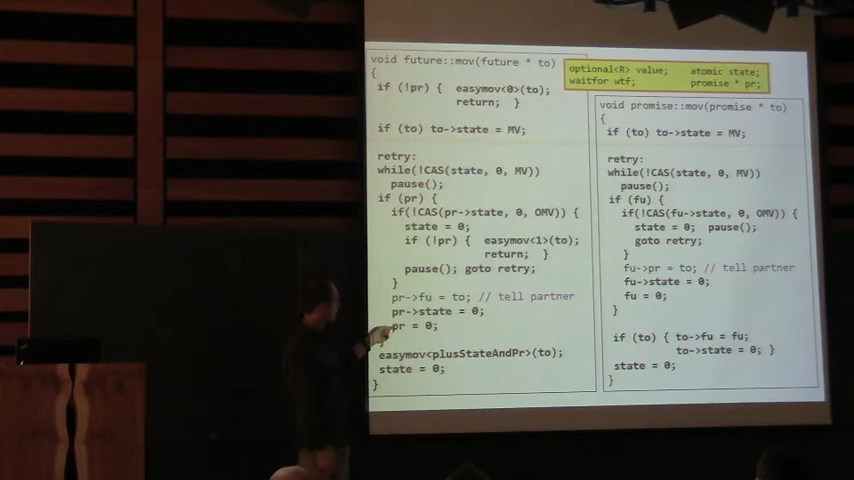 void future::mov(future * to)
{
if (!pr) { easymov<0>(to);
return; }
if (to) to->state = MV;
retry:
while(!CAS(state, 0, MV))
pause();
if (pr) {
if(!CAS(pr->state, 0, OMV)) {
state = 0;
if (!pr) { easymov<1>(to);
return; }
pause(); goto retry;
}
pr->fu = to; // tell partner
pr->state = 0;
pr = 0;
easymov<plusStateAndPr>(to);
state = 0;
}
optional<R> value; atomic state;
waitfor wtf; promise * pr;
void promise::mov(promise * to)
{
if (to) to->state = MV;
retry:
while(!CAS(state, 0, MV))
pause();
if (fu) {
if(!CAS(fu->state, 0, OMV)) {
state = 0; pause();
goto retry;
}
fu->pr = to; // tell partner
fu->state = 0;
fu = 0;
}
if (to) { to->fu = fu;
to->state = 0; }
state = 0;
}